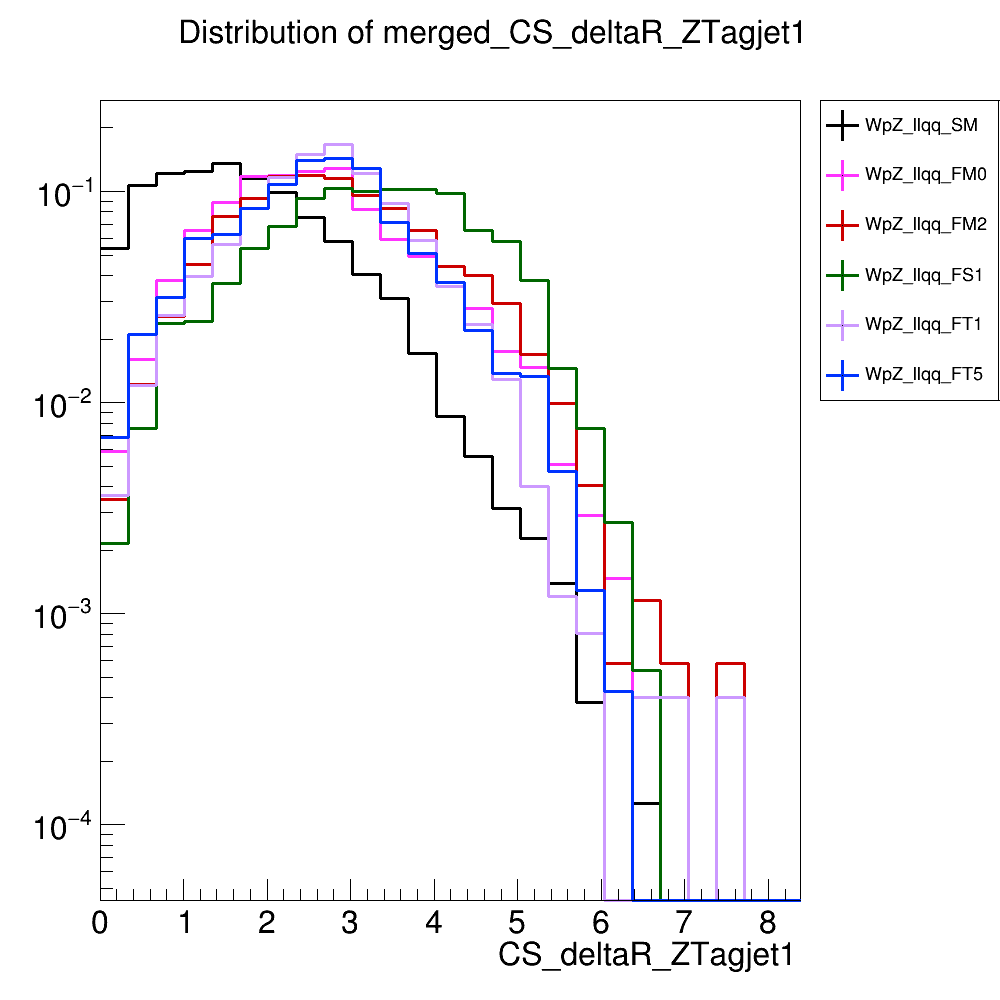 Distribution of merged_CS_deltaR_ZTagjet1
WpZ_llqq_SM
WpZ_llqq_FM0
WpZ_llqq_FM2
WpZ_llqq_FS1
WpZ_llqq_FT1
WpZ_llqq_FT5
10⁻¹
10⁻²
10⁻³
10⁻⁴
0 1 2 3 4 5 6 7 8
CS_deltaR_ZTagjet1